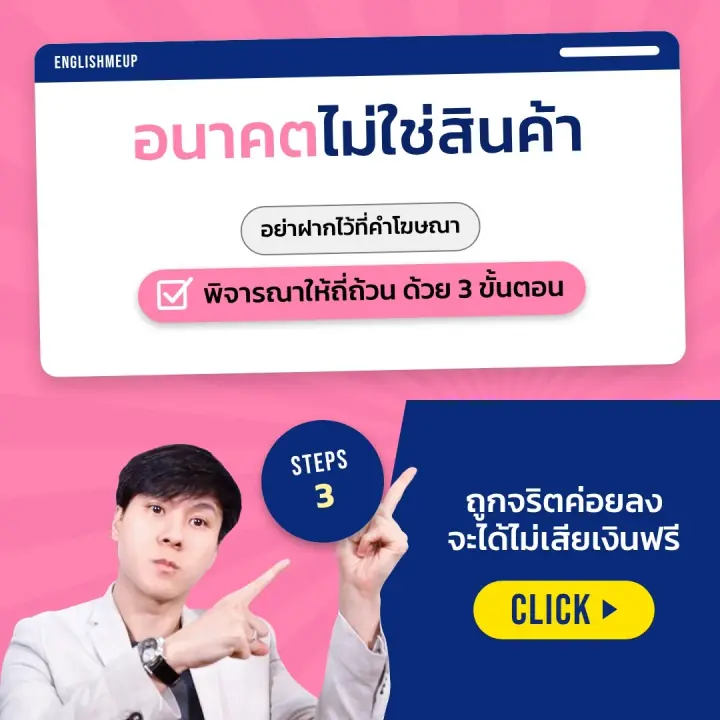 ENGLISHMEUP
อนาคตไม่ใช่สินค้า
อย่าฝากไว้ที่คำโฆษณา
พิจารณาให้ถี่ถ้วน ด้วย 3 ขั้นตอน
STEPS
3
ถูกจริตค่อยลง
จะได้ไม่เสียเงินฟรี
CLICK